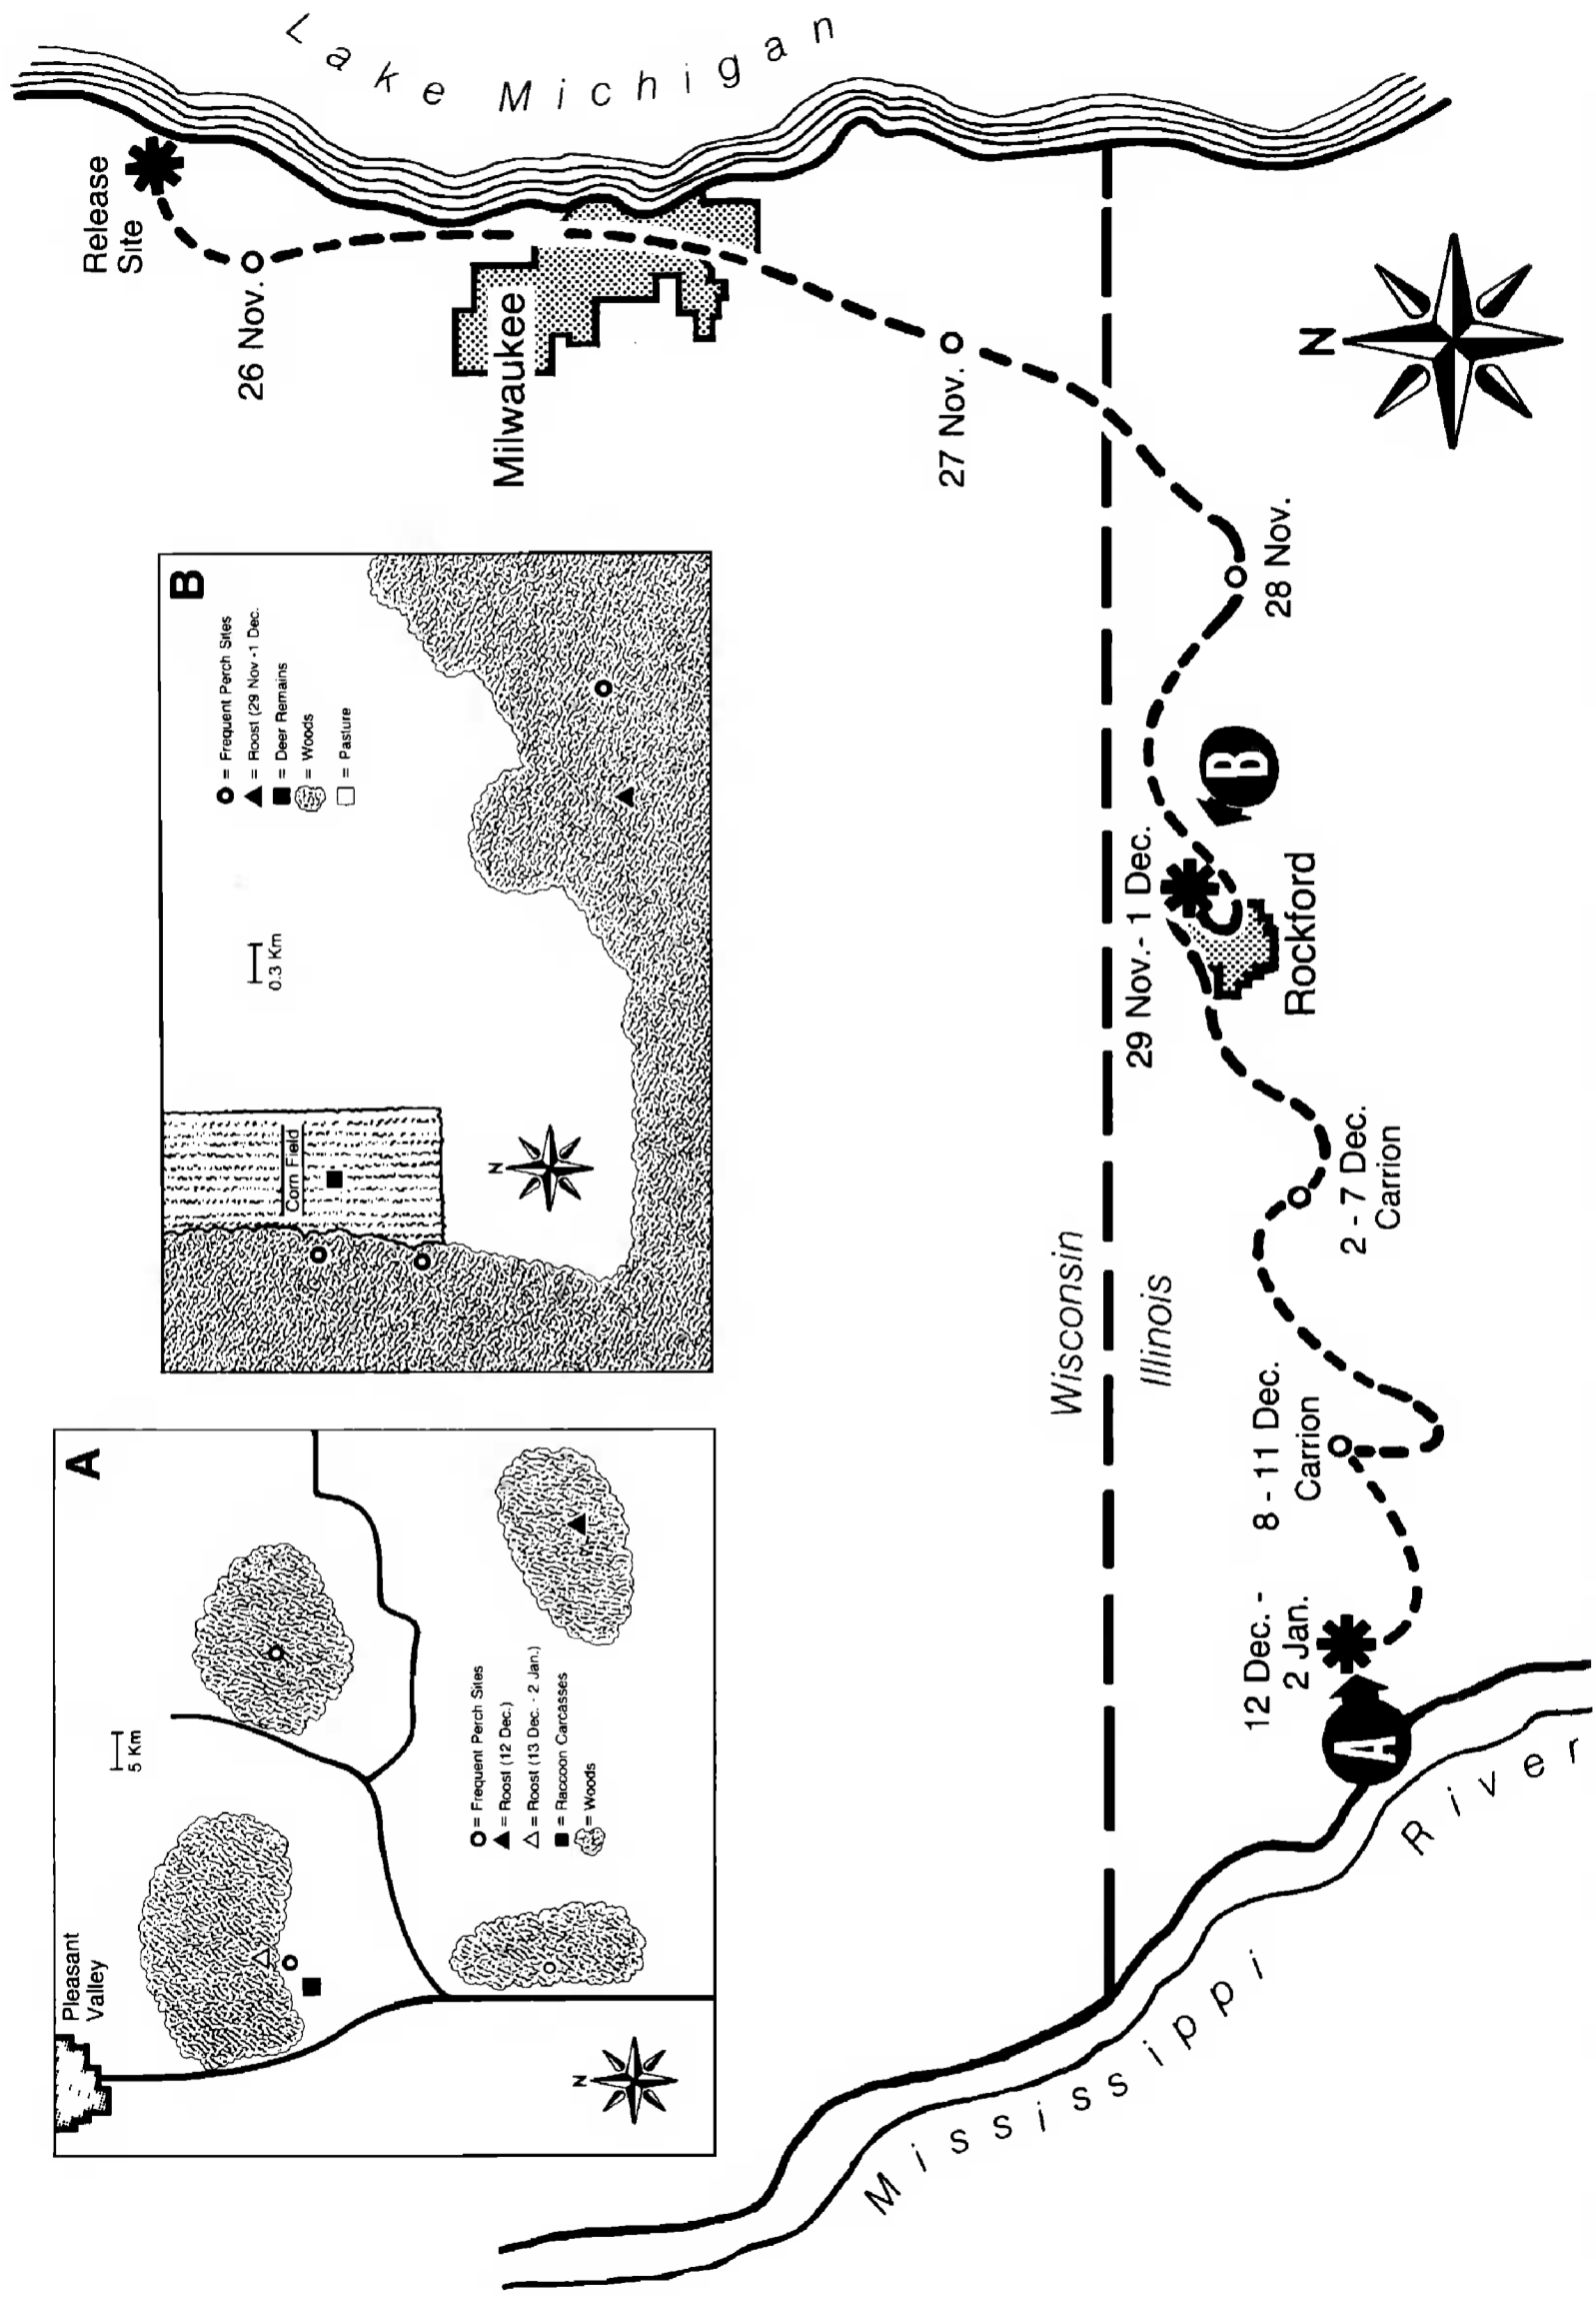 Lake Michigan
Release
Site
26 Nov.
Milwaukee
27 Nov.
28 Nov.
B
29 Nov.- 1 Dec.
Rockford
2 - 7 Dec.
Carrion
8 - 11 Dec.
Carrion
12 Dec. -
2 Jan.
A
Wisconsin
Illinois
Mississippi River
N
A
Pleasant
Valley
5 Km
= Frequent Perch Sites
= Roost (12 Dec.)
= Roost (13 Dec. - 2 Jan.)
= Raccoon Carcasses
= Woods
N
B
= Frequent Perch Sites
= Roost (29 Nov -1 Dec.
= Deer Remains
= Woods
= Pasture
0.3 Km
Corn Field
N